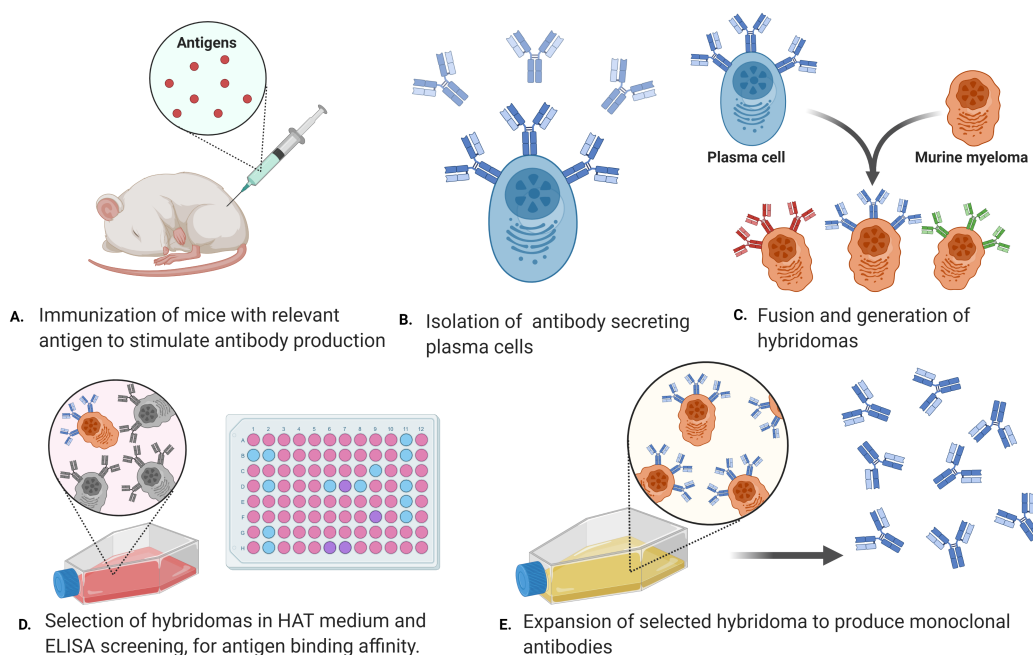 Antigens
Plasma cell
Murine myeloma
A. Immunization of mice with relevant
antigen to stimulate antibody production
B. Isolation of antibody secreting
plasma cells
C. Fusion and generation of
hybridomas
1 2 3 4 5 6 7 8 9 10 11 12
A
B
C
D
E
F
G
H
D. Selection of hybridomas in HAT medium and
ELISA screening, for antigen binding affinity.
E. Expansion of selected hybridoma to produce monoclonal
antibodies